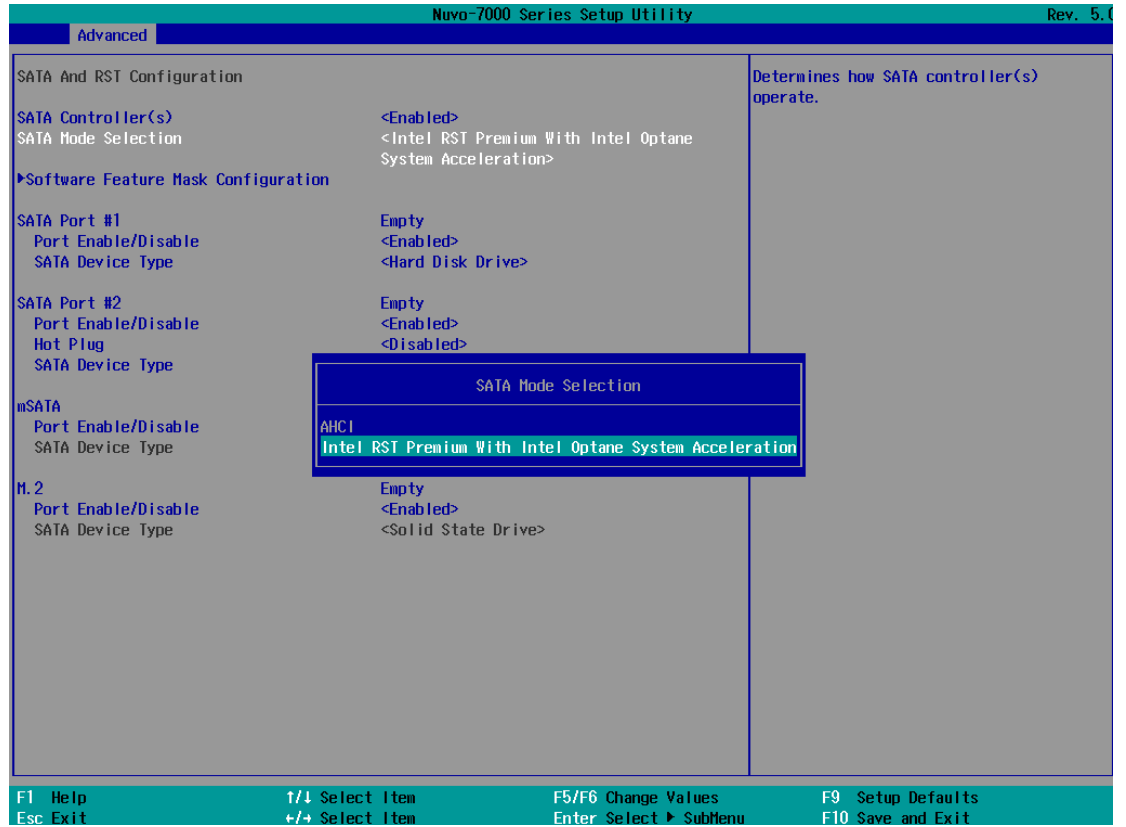 Nuvo-7000 Series Setup Utility Rev. 5.0
Advanced
SATA And RST Configuration
SATA Controller(s) <Enabled>
SATA Mode Selection <Intel RST Premium With Intel Optane
System Acceleration>
▶Software Feature Mask Configuration
SATA Port #1 Empty
Port Enable/Disable <Enabled>
SATA Device Type <Hard Disk Drive>
SATA Port #2 Empty
Port Enable/Disable <Enabled>
Hot Plug <Disabled>
SATA Device Type
mSATA
Port Enable/Disable
SATA Device Type
M.2 Empty
Port Enable/Disable <Enabled>
SATA Device Type <Solid State Drive>
SATA Mode Selection
AHCI
Intel RST Premium With Intel Optane System Acceleration
Determines how SATA controller(s)
operate.
F1 Help ↑/↓ Select Item F5/F6 Change Values F9 Setup Defaults
Esc Exit ←/→ Select Item Enter Select ▶ SubMenu F10 Save and Exit